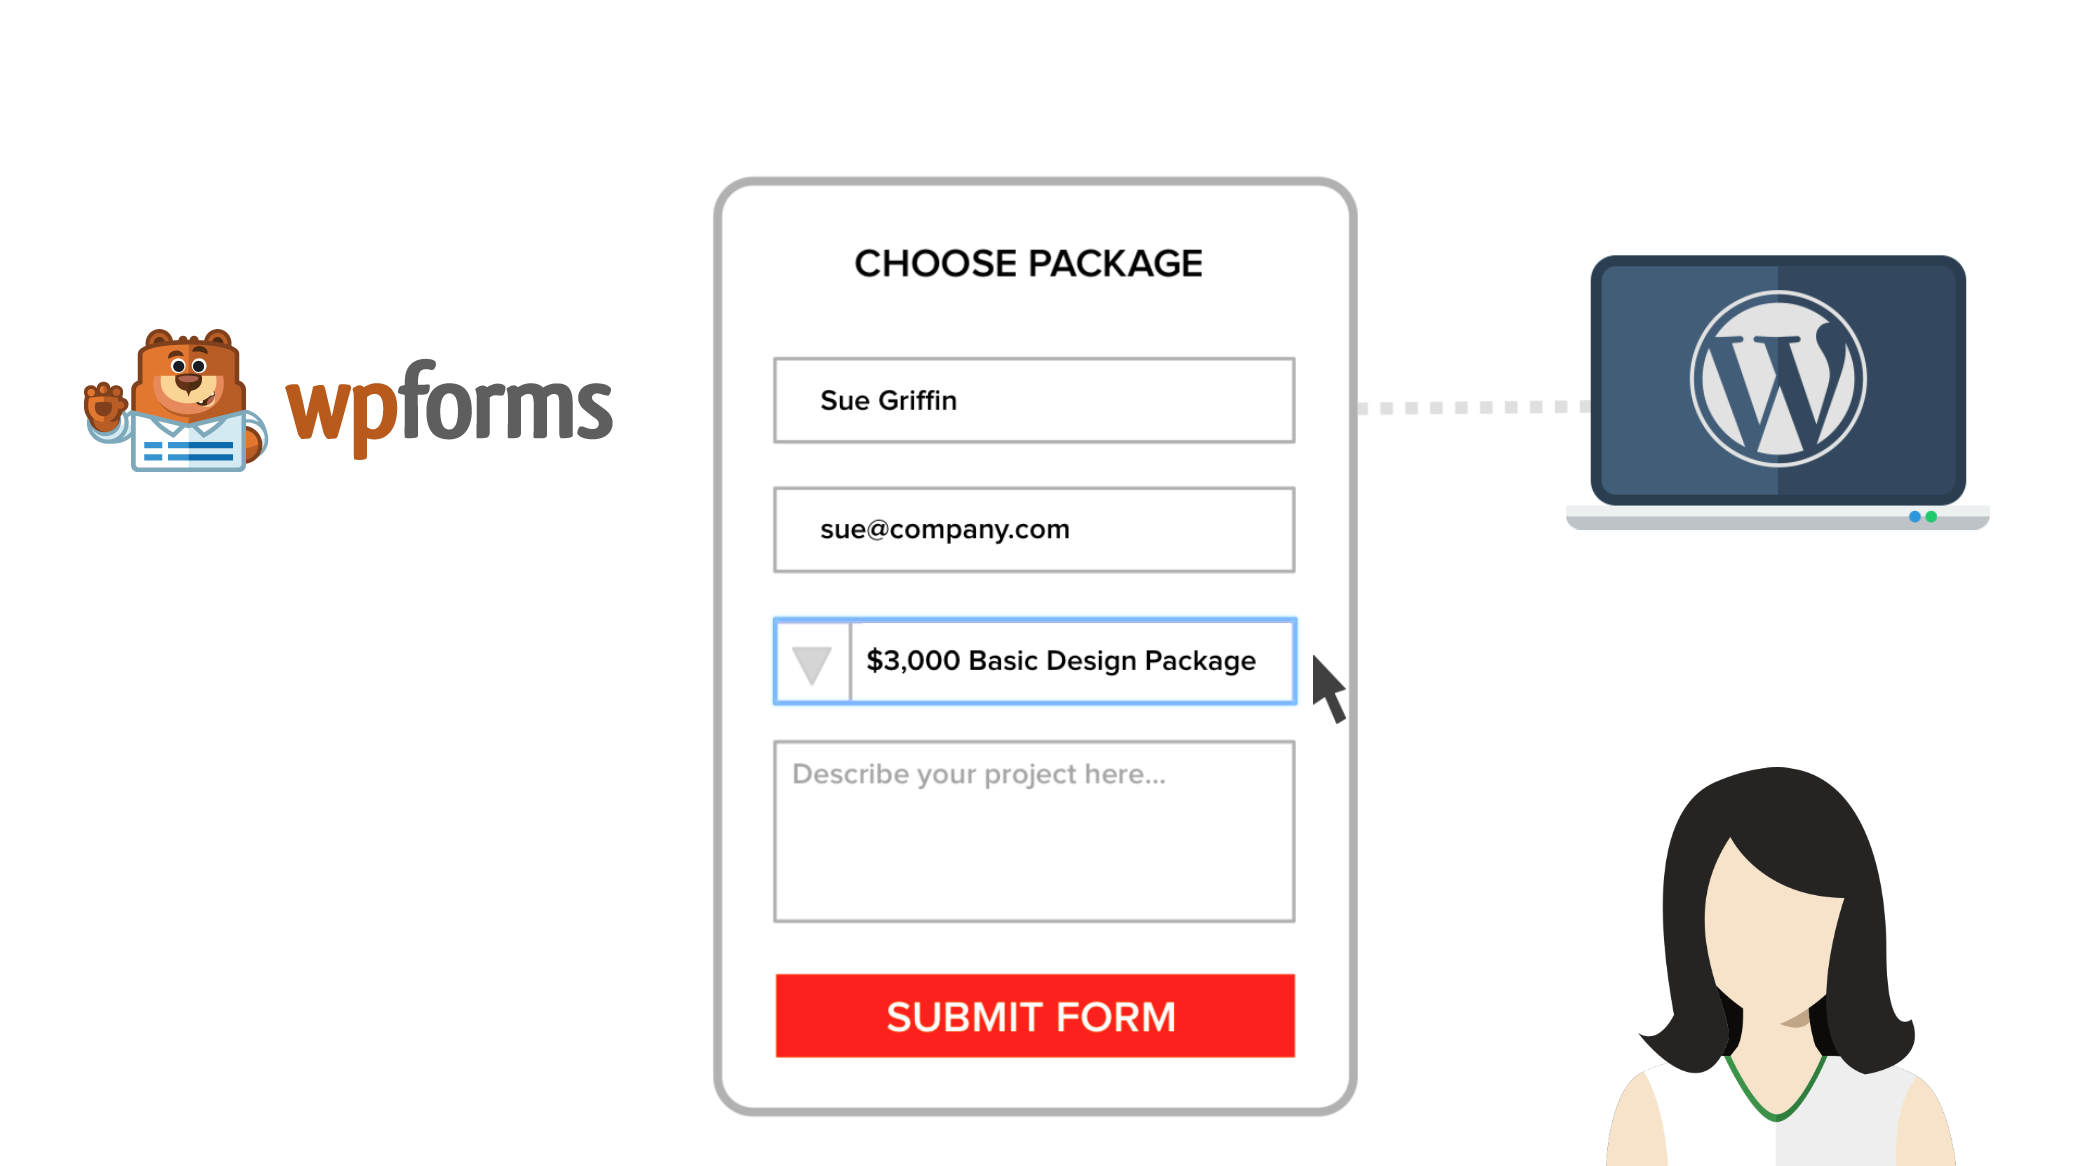 wpforms
CHOOSE PACKAGE
Sue Griffin
sue@company.com
$3,000 Basic Design Package
Describe your project here...
SUBMIT FORM
W